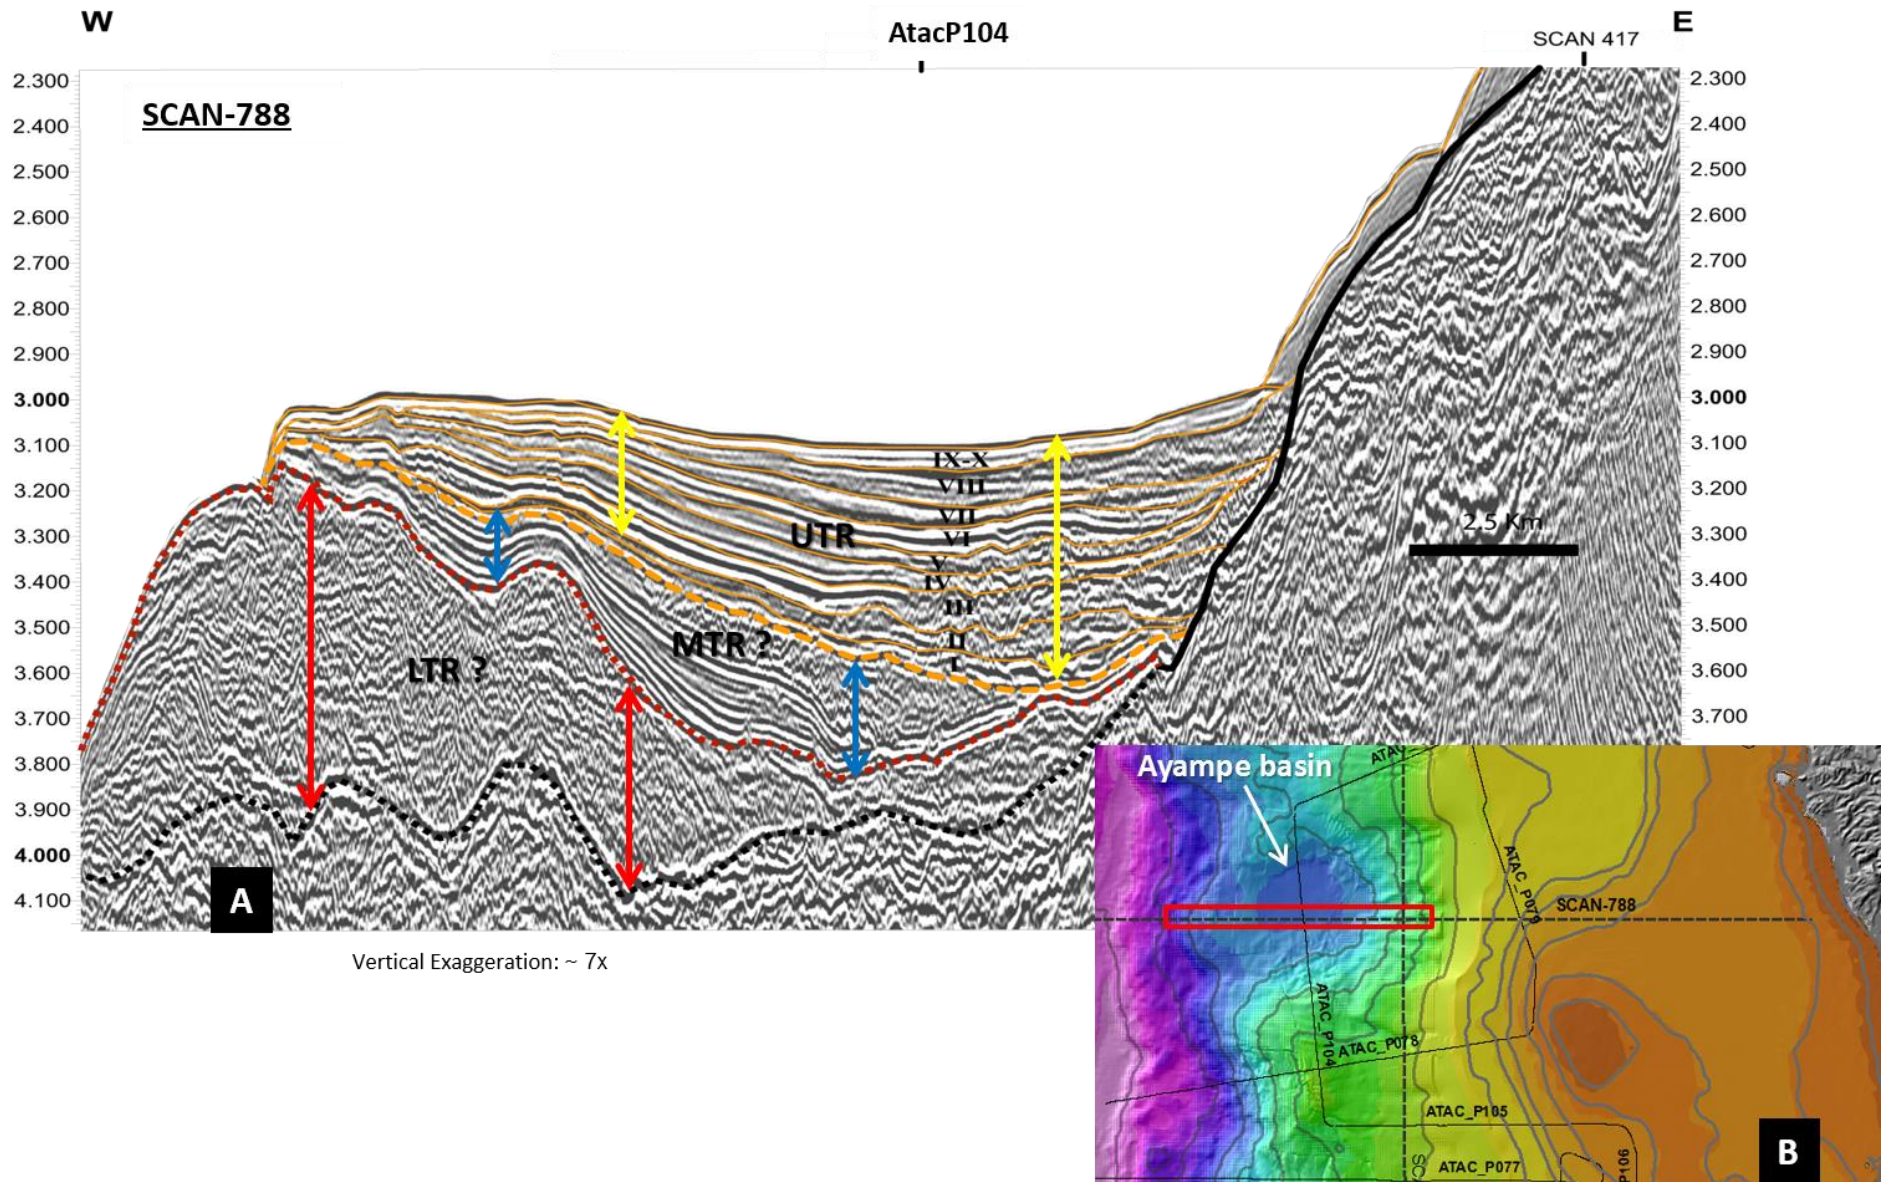 W
AtacP104
E
SCAN 417
SCAN-788
2.300
2.400
2.500
2.600
2.700
2.800
2.900
3.000
3.100
3.200
3.300
3.400
3.500
3.600
3.700
3.800
3.900
4.000
4.100
2.300
2.400
2.500
2.600
2.700
2.800
2.900
3.000
3.100
3.200
3.300
3.400
3.500
3.600
3.700
IX-X
VIII
VII
VI
V
IV
III
II
I
UTR
MTR ?
LTR ?
2.5 Km
A
Vertical Exaggeration: ~ 7x
Ayampe basin
ATAC_P079
SCAN-788
ATAC_P104
ATAC_P078
ATAC_P105
ATAC_P077
P106
B